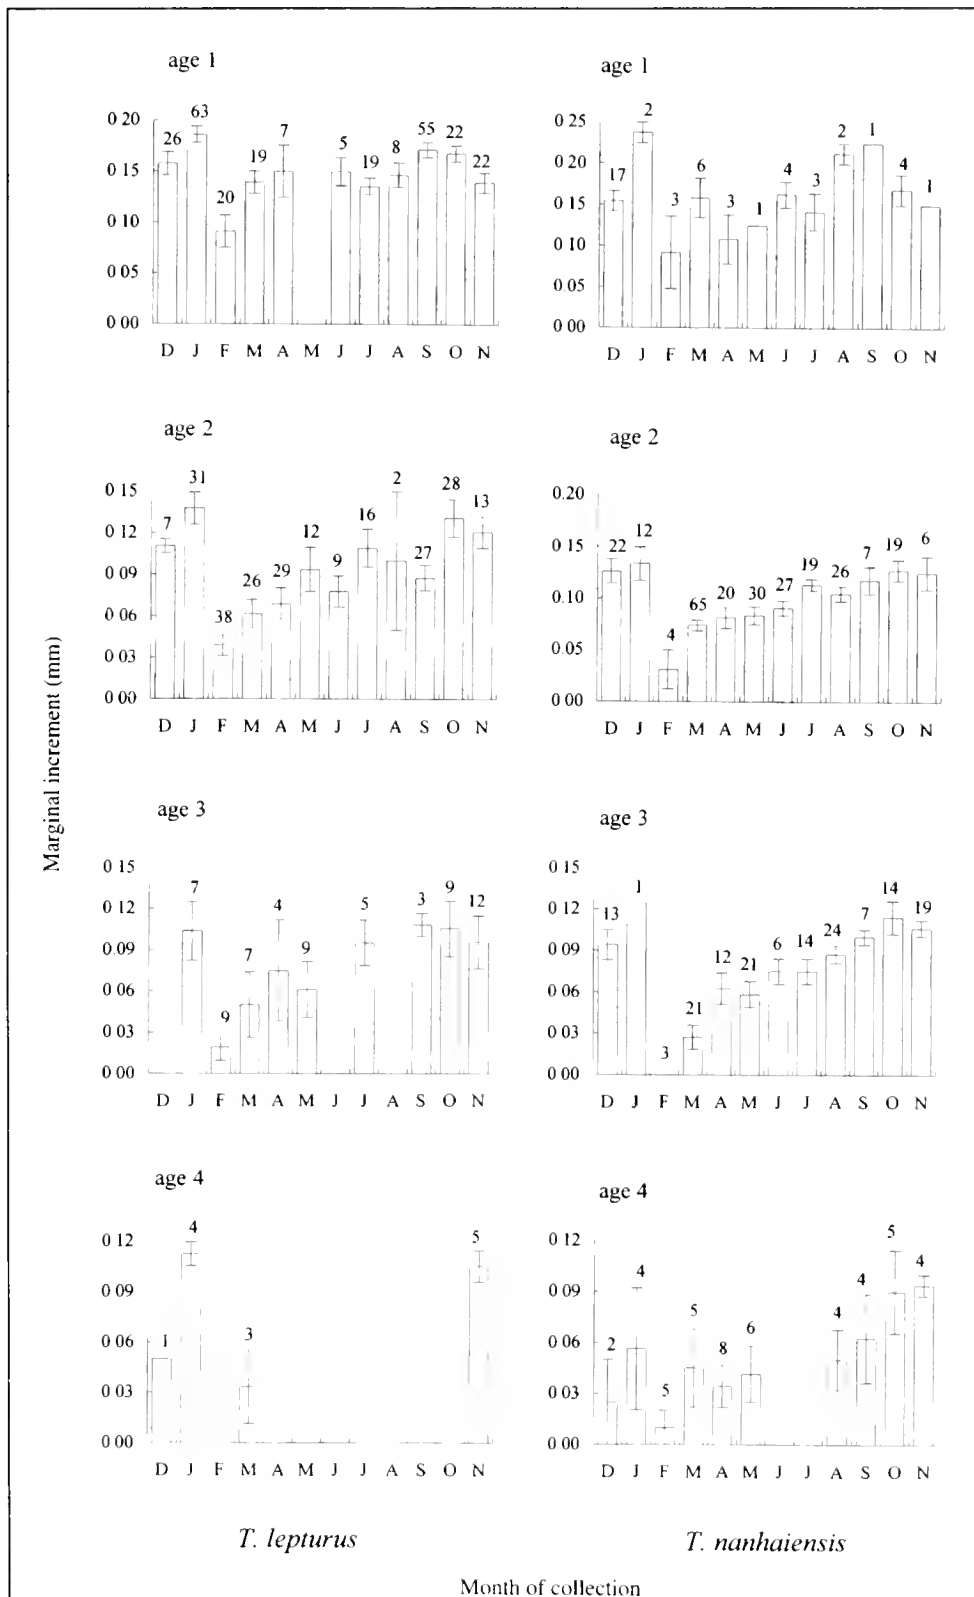 age 1
0 20
0 15
0 10
0 05
0 00
26 63 20 19 7 5 19 8 55 22 22
D J F M A M J J A S O N
age 1
0 25
0 20
0 15
0 10
0 05
0 00
17 2 3 6 3 1 4 3 2 1 4 1
D J F M A M J J A S O N
age 2
0 15
0 12
0 09
0 06
0 03
0 00
7 31 38 26 29 12 9 16 2 27 28 13
D J F M A M J J A S O N
age 2
0 20
0 15
0 10
0 05
0 00
22 12 4 65 20 30 27 19 26 7 19 6
D J F M A M J J A S O N
Marginal increment (mm)
age 3
0 15
0 12
0 09
0 06
0 03
0 00
7 9 7 4 9 5 3 9 12
D J F M A M J J A S O N
age 3
0 15
0 12
0 09
0 06
0 03
0 00
13 1 3 21 12 21 6 14 24 7 14 19
D J F M A M J J A S O N
age 4
0 12
0 09
0 06
0 03
0 00
1 4 3 5
D J F M A M J J A S O N
age 4
0 12
0 09
0 06
0 03
0 00
2 4 5 5 8 6 4 4 5 4
D J F M A M J J A S O N
T. lepturus
T. nanhaiensis
Month of collection